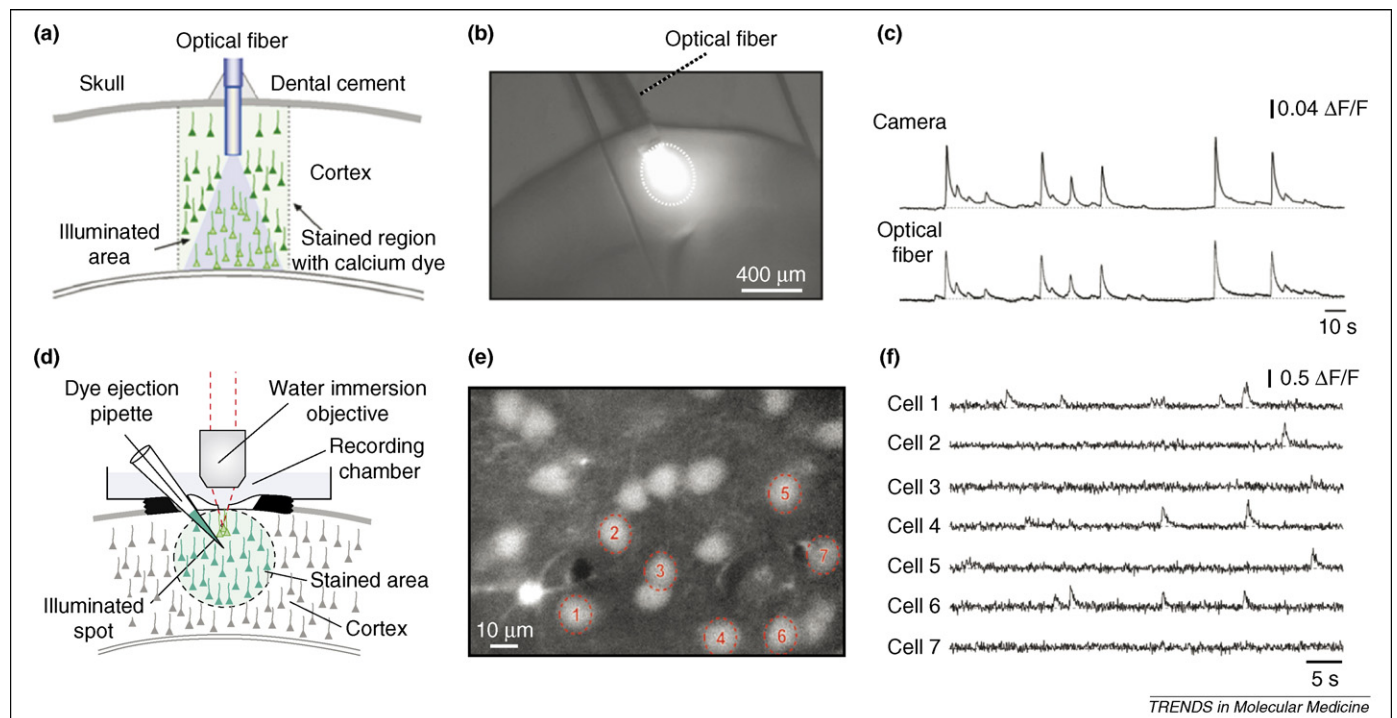 (a)
Optical fiber
Skull
Dental cement
Cortex
Illuminated
area
Stained region
with calcium dye
(b)
Optical fiber
400 μm
(c)
0.04 ΔF/F
Camera
Optical
fiber
10 s
(d)
Dye ejection
pipette
Water immersion
objective
Recording
chamber
Stained area
Illuminated
spot
Cortex
(e)
5
2
7
3
1
4
6
10 μm
(f)
0.5 ΔF/F
Cell 1
Cell 2
Cell 3
Cell 4
Cell 5
Cell 6
Cell 7
5 s
TRENDS in Molecular Medicine